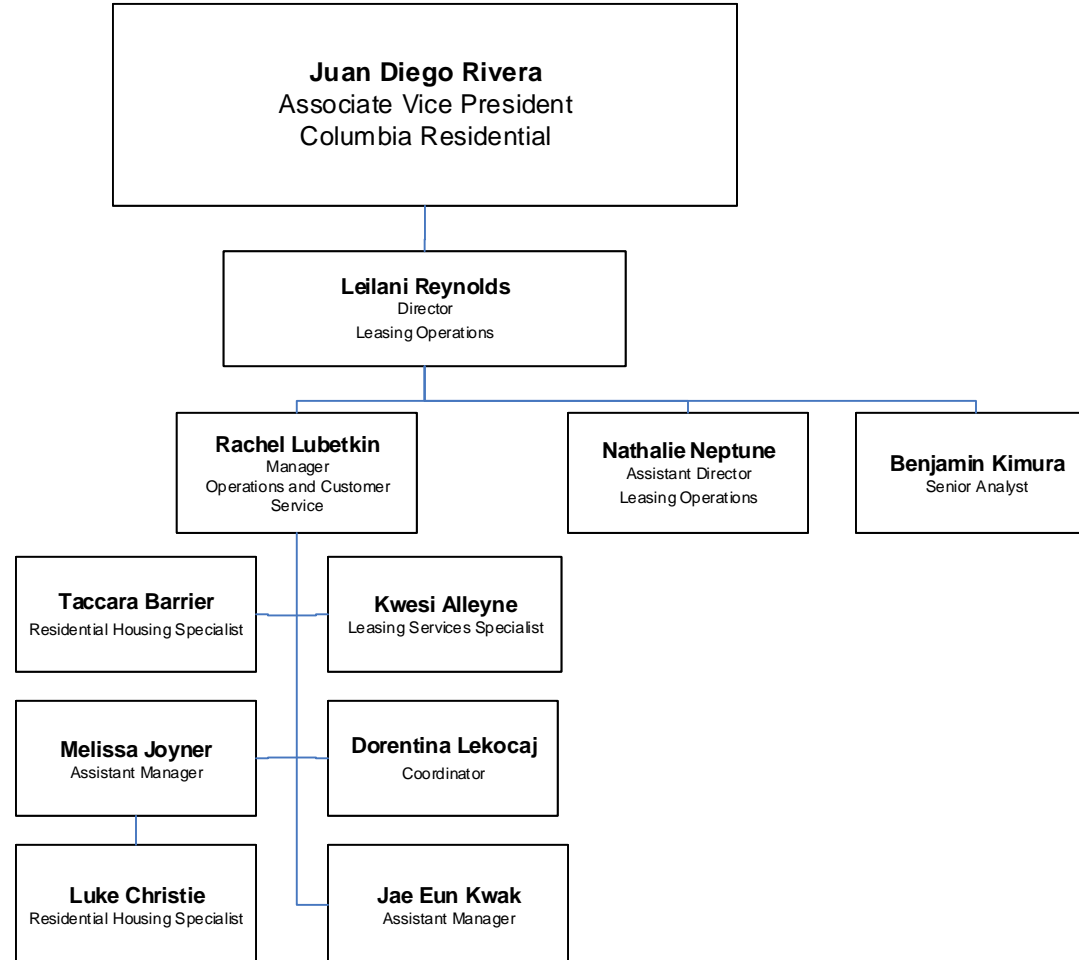 Juan Diego Rivera
Associate Vice President
Columbia Residential
Leilani Reynolds
Director
Leasing Operations
Rachel Lubetkin
Manager
Operations and Customer
Service
Nathalie Neptune
Assistant Director
Leasing Operations
Benjamin Kimura
Senior Analyst
Taccara Barrier
Residential Housing Specialist
Kwesi Alleyne
Leasing Services Specialist
Melissa Joyner
Assistant Manager
Dorentina Lekocaj
Coordinator
Luke Christie
Residential Housing Specialist
Jae Eun Kwak
Assistant Manager